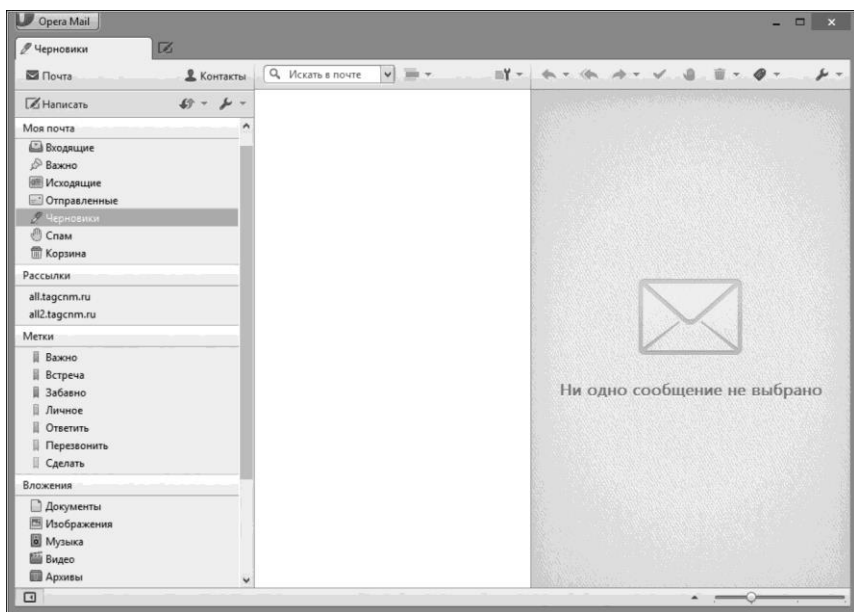 Opera Mail
Черновики
Почта
Контакты
Искать в почте
Написать
Моя почта
Входящие
Важно
Исходящие
Отправленные
Черновики
Спам
Корзина
Рассылки
all.tagcnm.ru
all2.tagcnm.ru
Метки
Важно
Встреча
Забавно
Личное
Ответить
Перезвонить
Сделать
Вложения
Документы
Изображения
Музыка
Видео
Архивы
Ни одно сообщение не выбрано